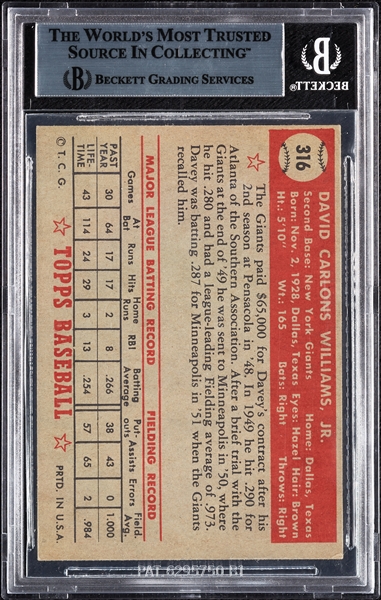 THE WORLD'S MOST TRUSTED
SOURCE IN COLLECTING™
B BECKETT GRADING SERVICES
B
BECKETT
316
DAVID CARLONS WILLIAMS, JR.
Second Base: New York Giants Home: Dallas, Texas
Born: Nov. 2, 1928, Dallas, Texas Eyes: Hazel Hair: Brown
Ht.: 5'10" Wt.: 165 Bats: Right Throws: Right
The Giants paid $65,000 for Davey's contract after his
2nd season at Pensacola in '48. In 1949 he hit .290 for
Atlanta of the Southern Association. After a brief trial with the
Giants at the end of '49 he was sent to Minneapolis in '50, where
he hit .280 and had a league-leading Fielding average of .973.
Davey was batting .287 for Minneapolis in '51 when the Giants
recalled him.
MAJOR LEAGUE BATTING RECORD FIELDING RECORD
Games At Bat Runs Hits Home Runs RBI Batting Average Put-outs Assists Errors Field. Avg.
PAST YEAR 30 64 17 17 2 8 .266 38 43 0 1.000
LIFE-TIME 43 114 24 29 3 13 .254 57 65 2 .984
© T.C.G. TOPPS BASEBALL PRTD. IN U.S.A.
PAT. 6295750 B1